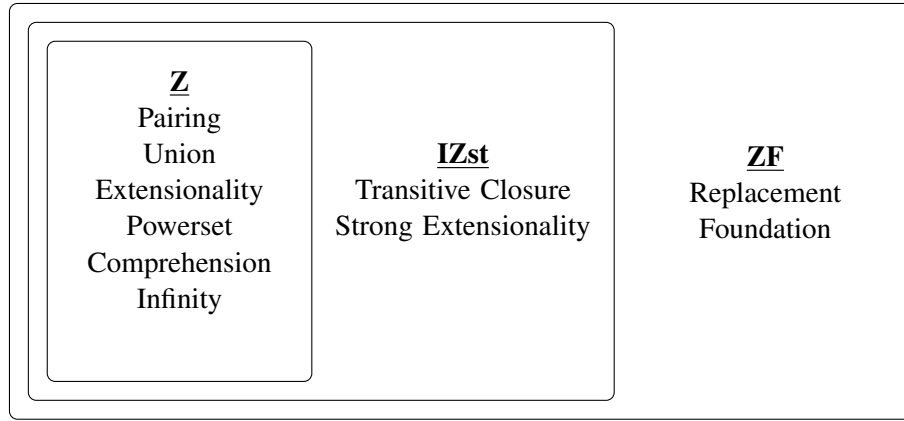 Z
Pairing
Union
Extensionality
Powerset
Comprehension
Infinity
IZst
Transitive Closure
Strong Extensionality
ZF
Replacement
Foundation